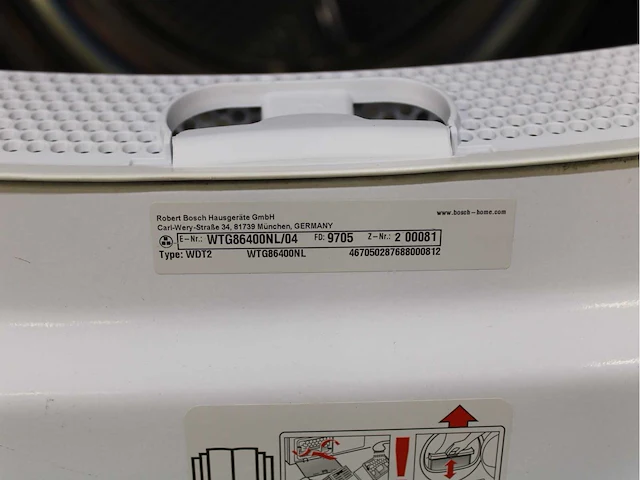 Robert Bosch Hausgeräte GmbH
www.bosch-home.com
Carl-Wery-Straße 34, 81739 München, GERMANY
E-Nr.: WTG86400NL/04 FD: 9705 Z-Nr.: 2 00081
Type: WDT2 WTG86400NL 467050287688000812
!